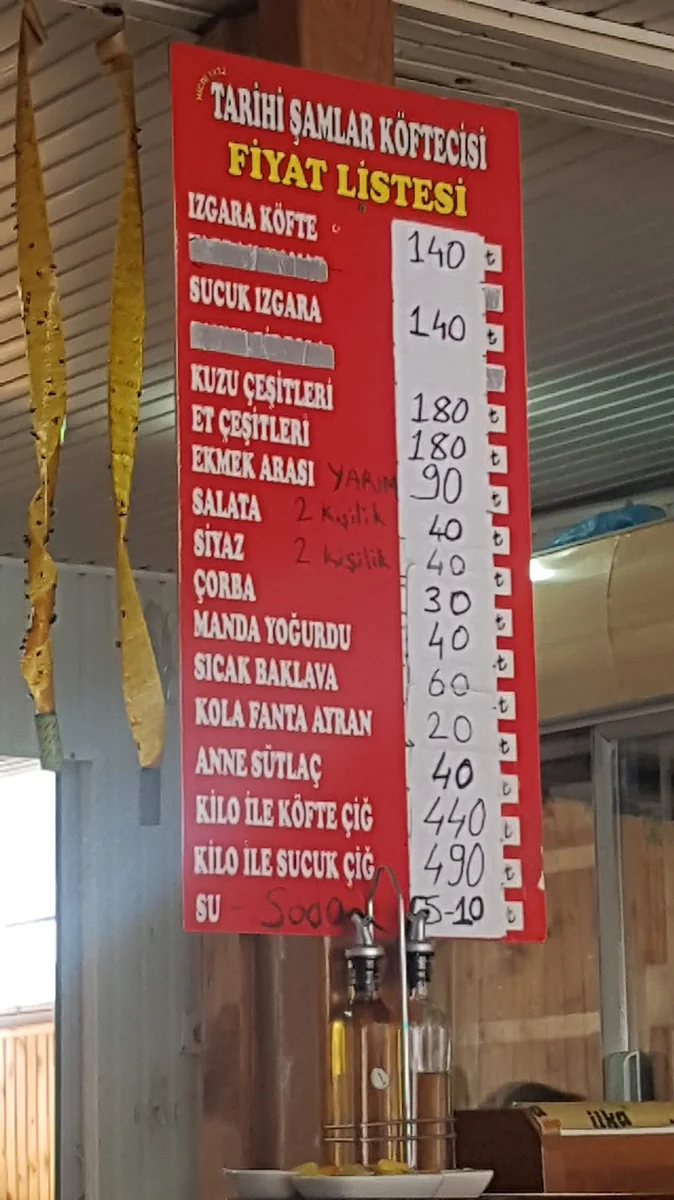 TARİHİ ŞAMLAR KÖFTECİSİ
FİYAT LİSTESİ
IZGARA KÖFTE 140 ₺
SUCUK IZGARA 140 ₺
KUZU ÇEŞİTLERİ 180 ₺
ET ÇEŞİTLERİ 180 ₺
EKMEK ARASI YARIM 90 ₺
SALATA 2 kişilik 40 ₺
SİYAZ 2 kişilik 40 ₺
ÇORBA 30 ₺
MANDA YOĞURDU 40 ₺
SICAK BAKLAVA 60 ₺
KOLA FANTA AYRAN 20 ₺
ANNE SÜTLAÇ 40 ₺
KİLO İLE KÖFTE ÇİĞ 440 ₺
KİLO İLE SUCUK ÇİĞ 490 ₺
SU - 5-10 ₺
ilka